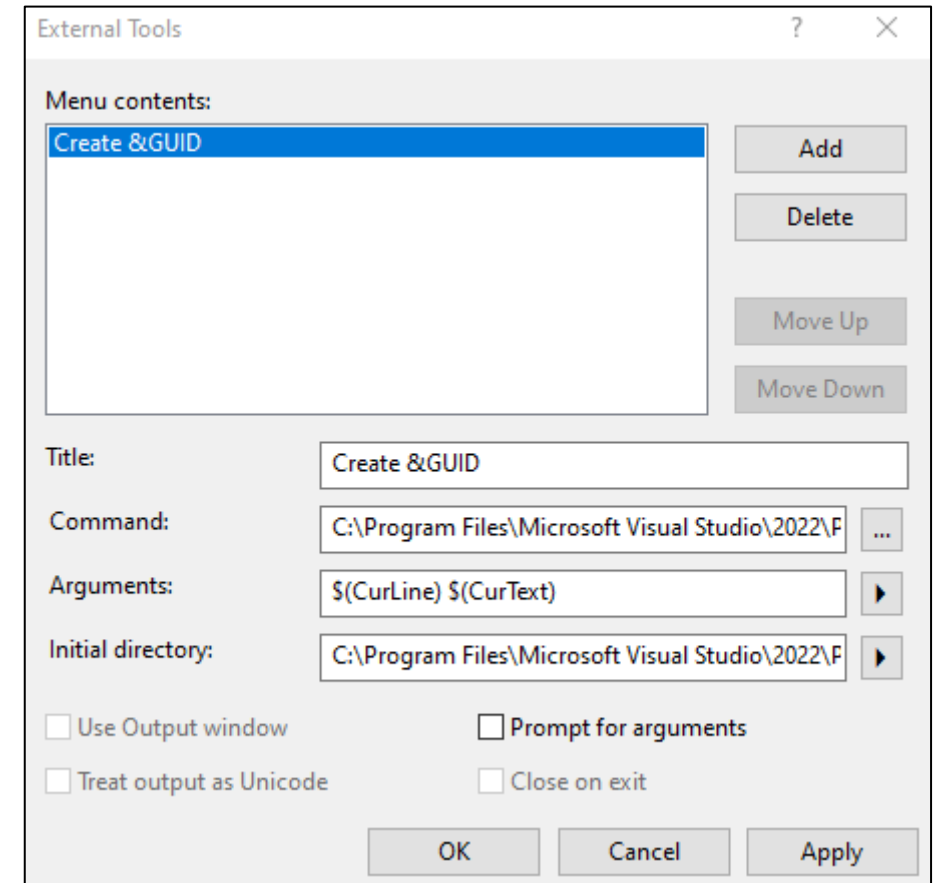 External Tools ?
Menu contents:
Create &GUID
Add
Delete
Move Up
Move Down
Title: Create &GUID
Command: C:\Program Files\Microsoft Visual Studio\2022\P ...
Arguments: $(CurLine) $(CurText)
Initial directory: C:\Program Files\Microsoft Visual Studio\2022\P
Use Output window Prompt for arguments
Treat output as Unicode Close on exit
OK Cancel Apply